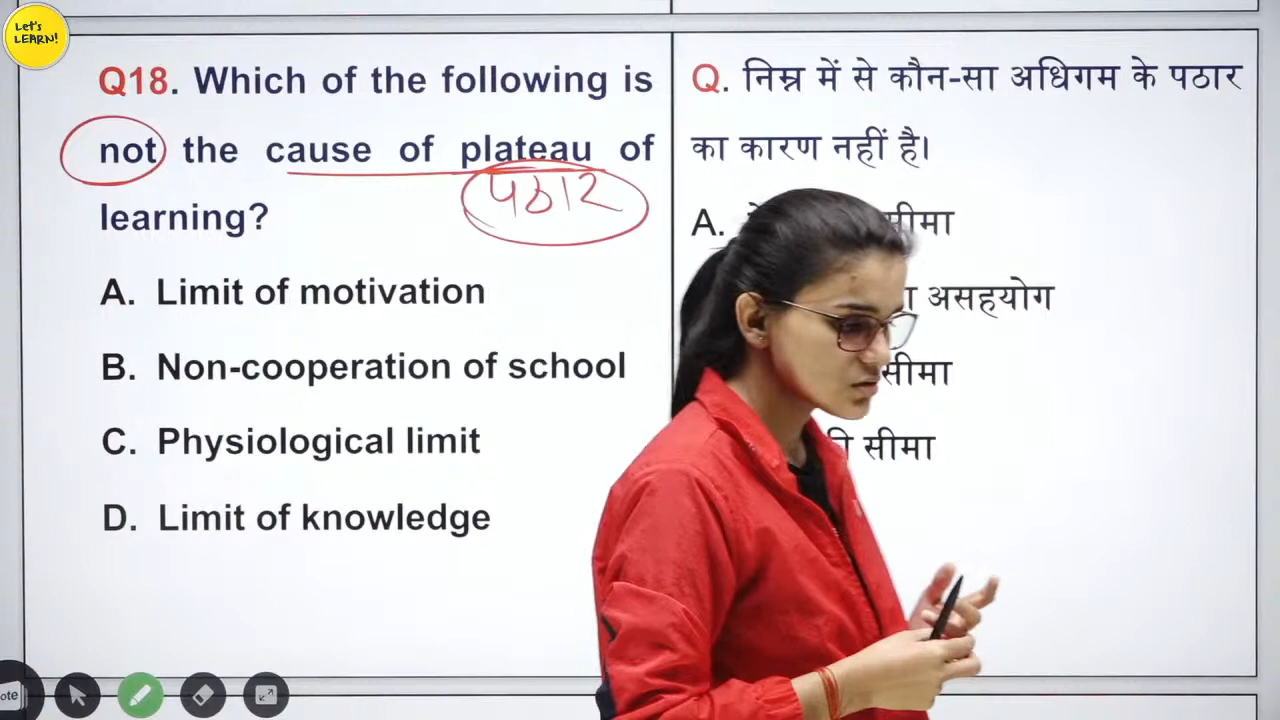 Let's
LEARN!
Q18. Which of the following is
not the cause of plateau of
पठार
learning?
A. Limit of motivation
B. Non-cooperation of school
C. Physiological limit
D. Limit of knowledge
Q. निम्न में से कौन-सा अधिगम के पठार
का कारण नहीं है।
A. सीमा
असहयोग
सीमा
सीमा
ote